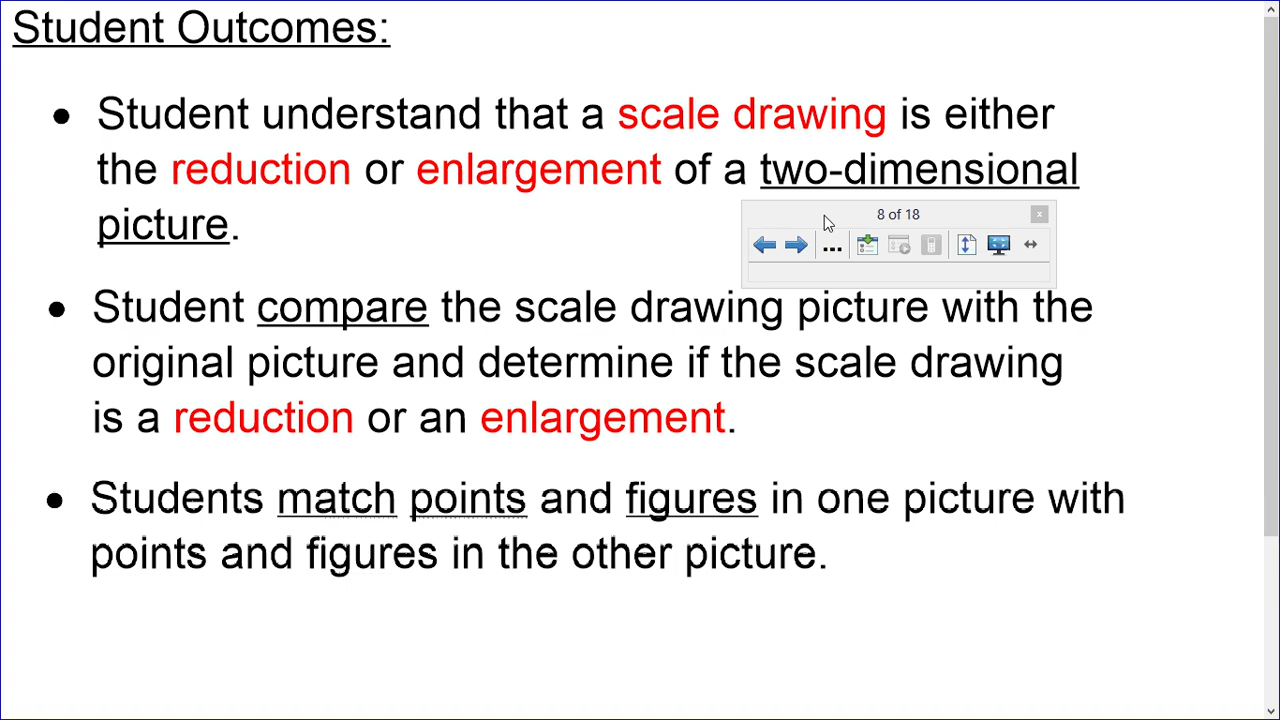 Student Outcomes:
• Student understand that a scale drawing is either
the reduction or enlargement of a two-dimensional
picture.
8 of 18
• Student compare the scale drawing picture with the
original picture and determine if the scale drawing
is a reduction or an enlargement.
• Students match points and figures in one picture with
points and figures in the other picture.